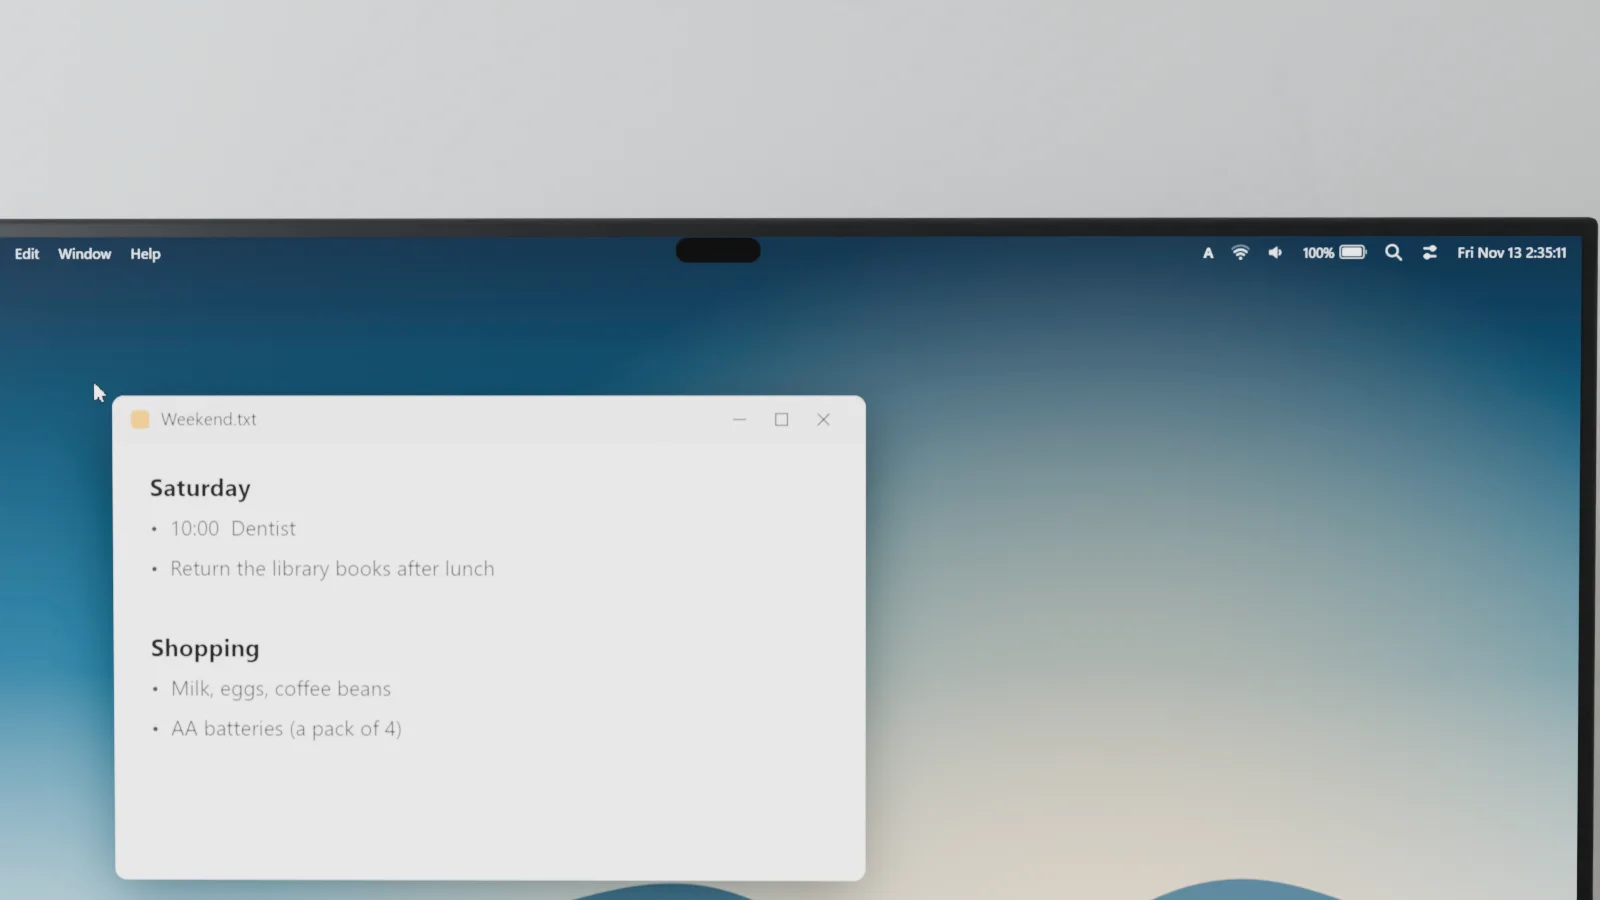 Edit Window Help A 100% Fri Nov 13 2:35:11
Weekend.txt
Saturday
• 10:00 Dentist
• Return the library books after lunch
Shopping
• Milk, eggs, coffee beans
• AA batteries (a pack of 4)